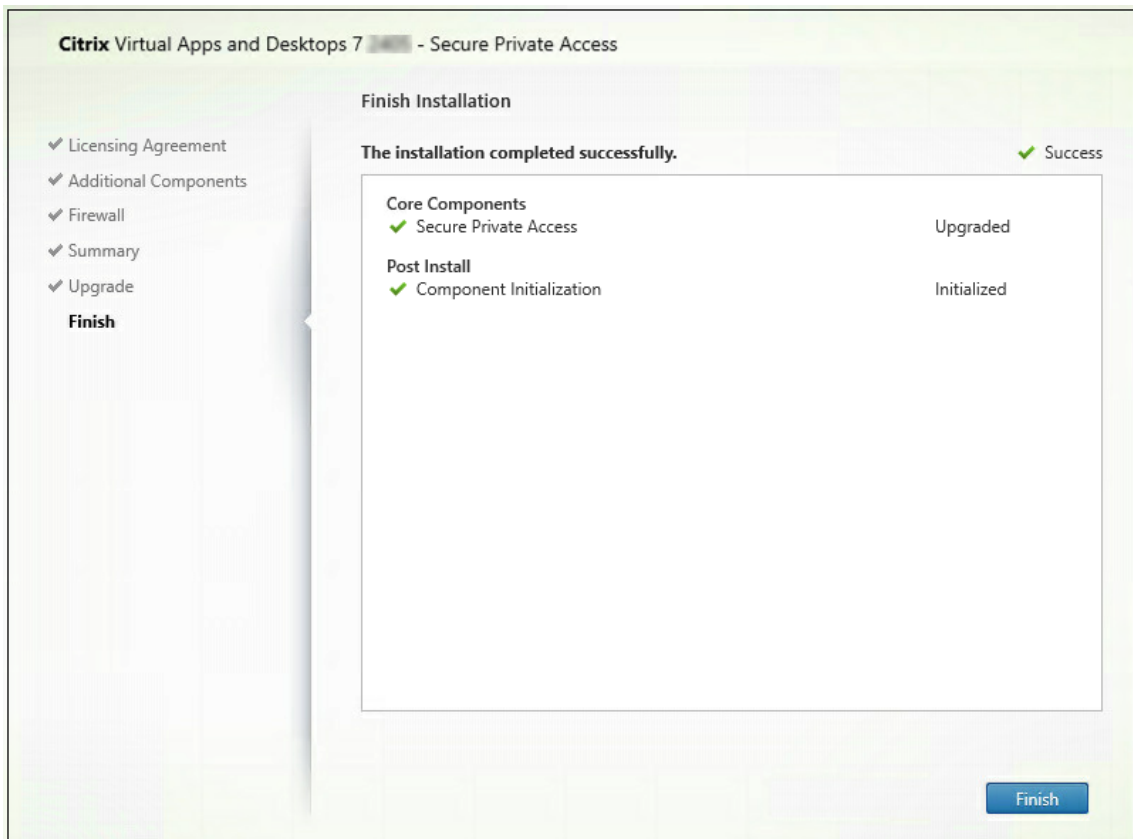 Citrix Virtual Apps and Desktops 7 - Secure Private Access
Finish Installation
Licensing Agreement
Additional Components
Firewall
Summary
Upgrade
Finish
The installation completed successfully. Success
Core Components
Secure Private Access Upgraded
Post Install
Component Initialization Initialized
Finish